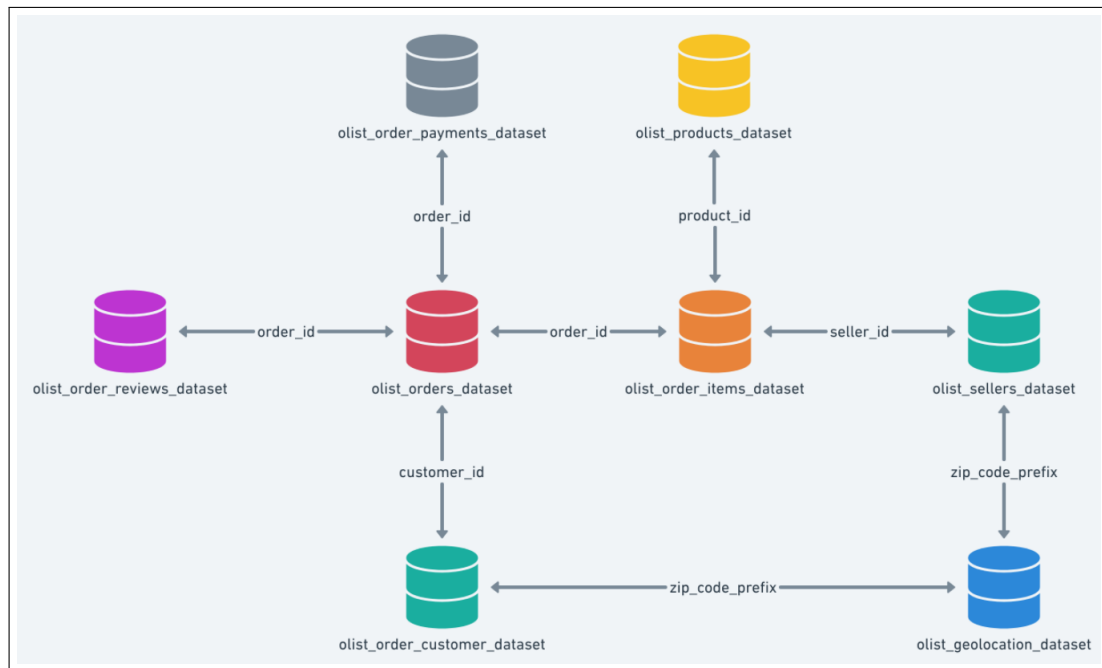 olist_order_payments_dataset
olist_products_dataset
order_id
product_id
order_id
order_id
seller_id
olist_order_reviews_dataset
olist_orders_dataset
olist_order_items_dataset
olist_sellers_dataset
customer_id
zip_code_prefix
zip_code_prefix
olist_order_customer_dataset
olist_geolocation_dataset